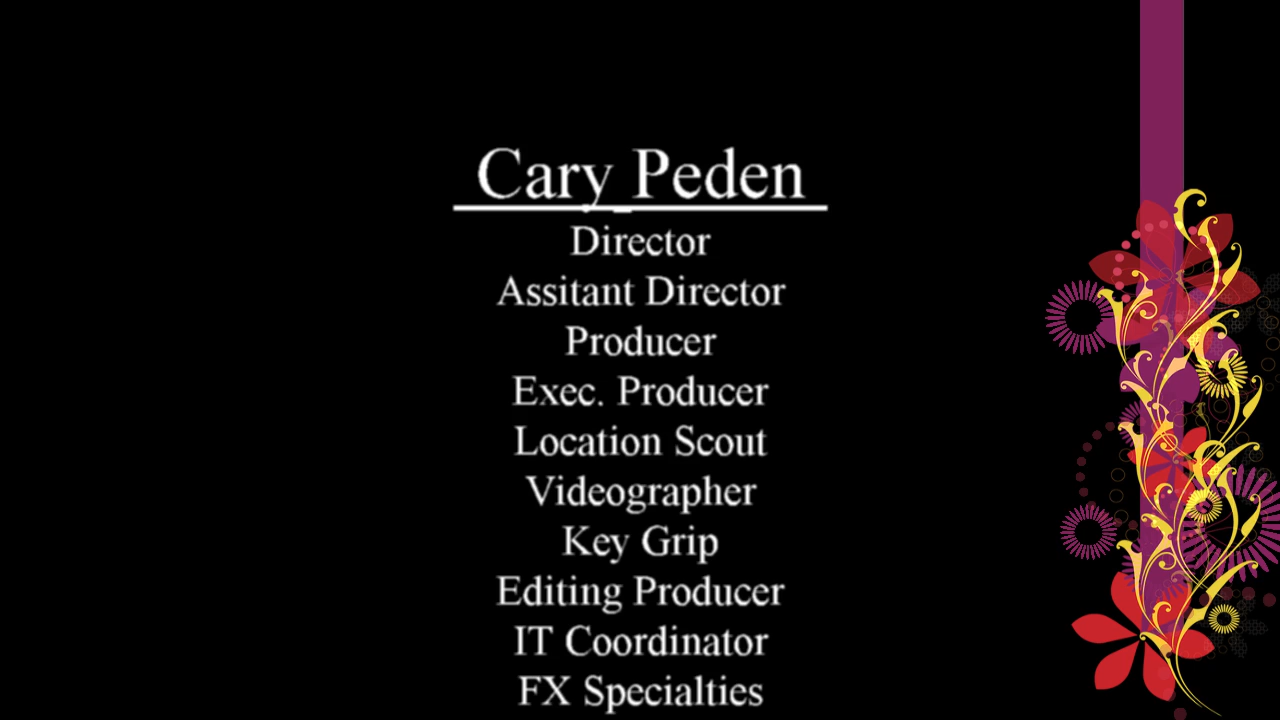 Cary Peden
Director
Assitant Director
Producer
Exec. Producer
Location Scout
Videographer
Key Grip
Editing Producer
IT Coordinator
FX Specialties